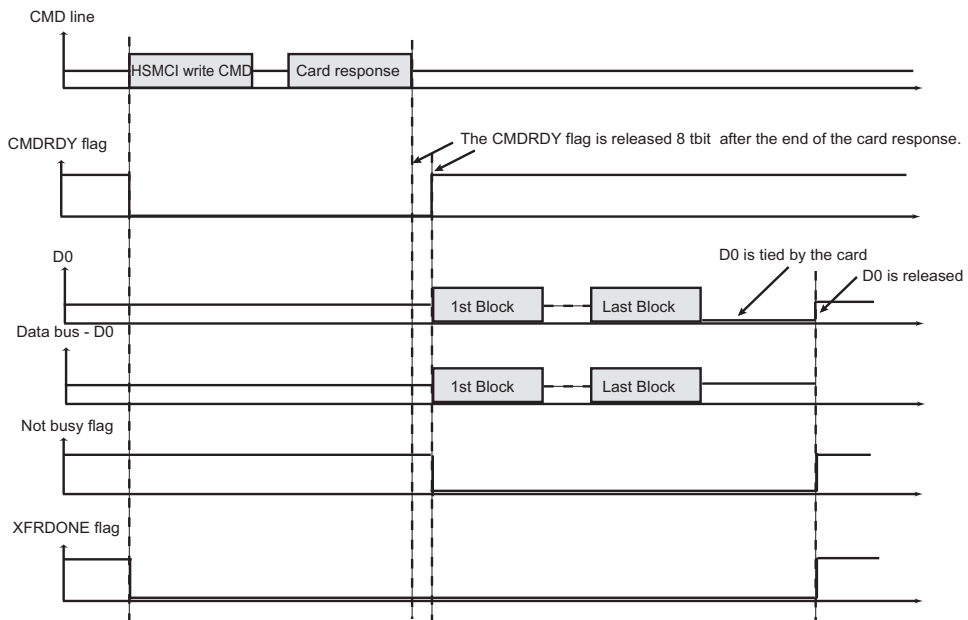 CMD line
HSMCI write CMD
Card response
The CMDRDY flag is released 8 tbit after the end of the card response.
CMDRDY flag
D0 is tied by the card
D0
D0 is released
1st Block
Last Block
Data bus - D0
1st Block
Last Block
Not busy flag
XFRDONE flag